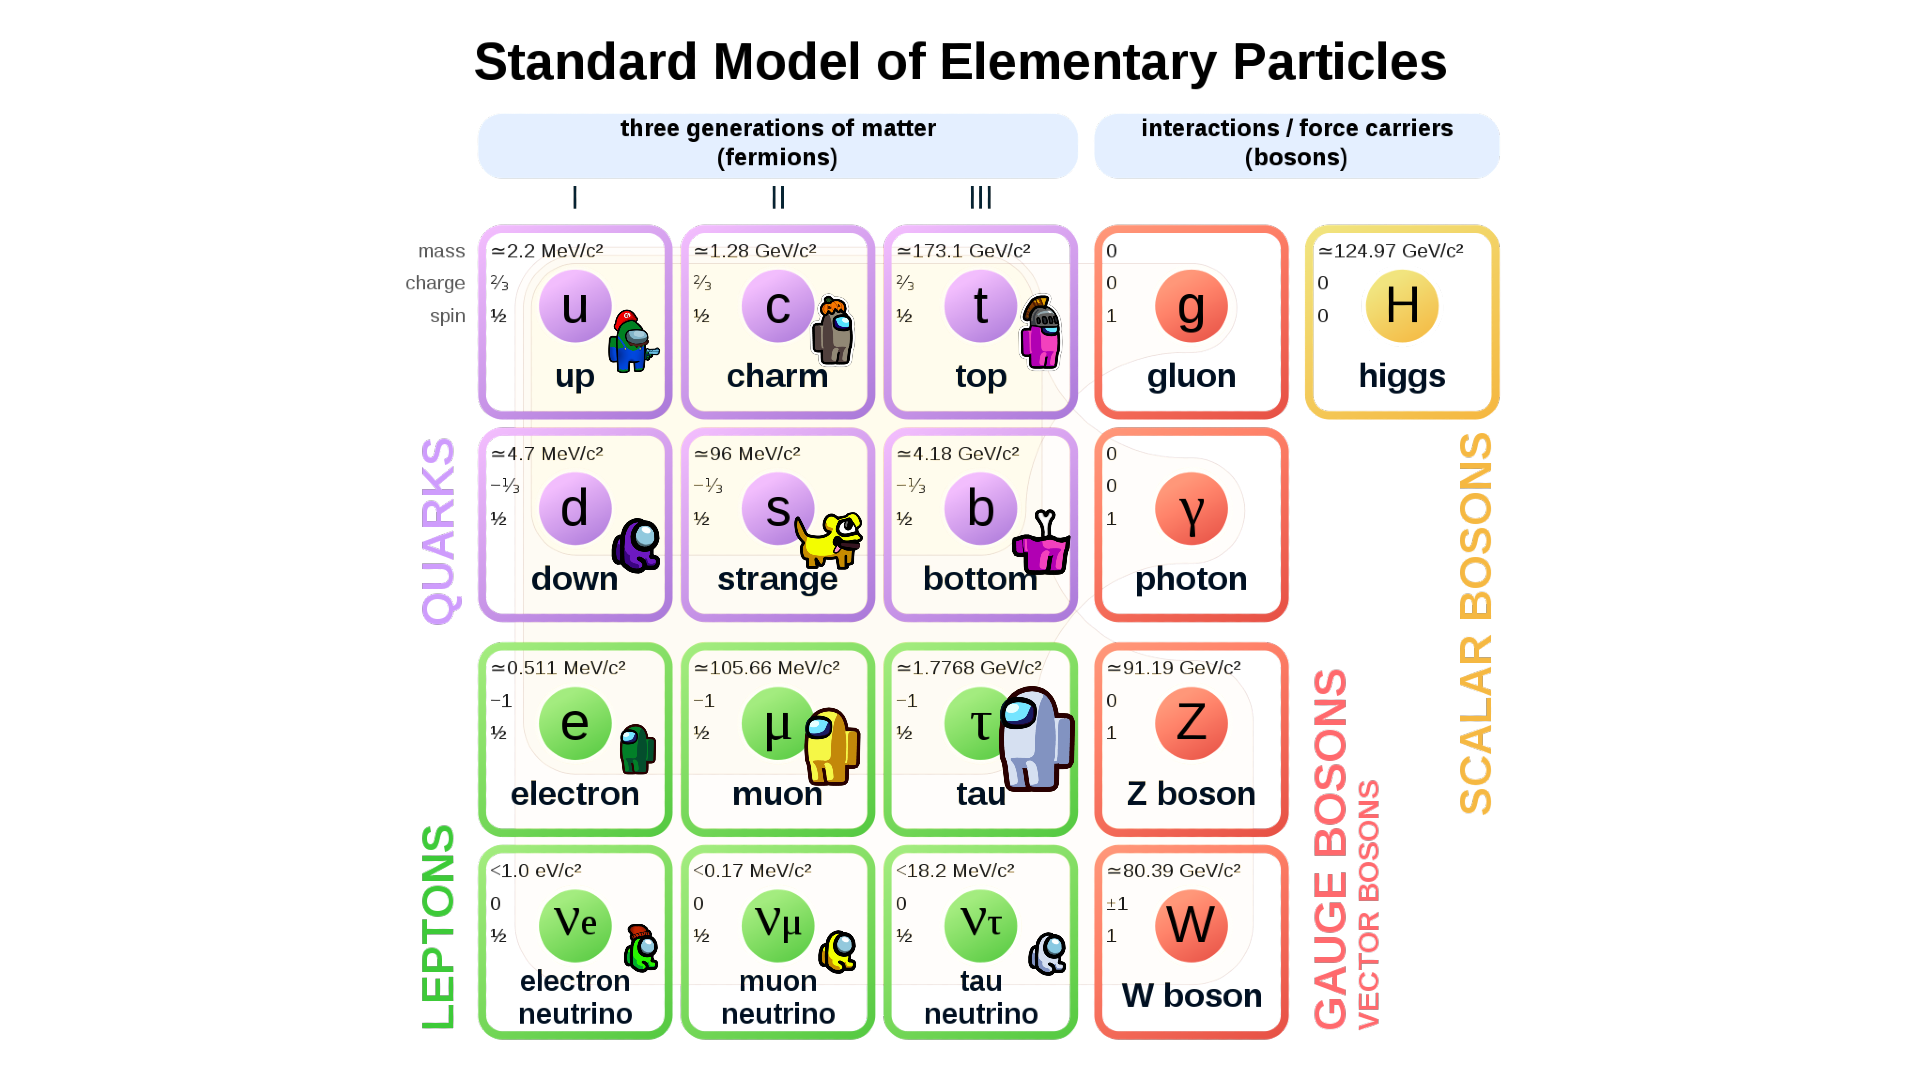 Standard Model of Elementary Particles
three generations of matter
(fermions)
interactions / force carriers
(bosons)
I
II
III
mass
charge
spin
≃2.2 MeV/c²
⅔
½
u
up
≃1.28 GeV/c²
⅔
½
c
charm
≃173.1 GeV/c²
⅔
½
t
top
0
0
1
g
gluon
≃124.97 GeV/c²
0
0
H
higgs
QUARKS
≃4.7 MeV/c²
−⅓
½
d
down
≃96 MeV/c²
−⅓
½
s
strange
≃4.18 GeV/c²
−⅓
½
b
bottom
0
0
1
γ
photon
SCALAR BOSONS
LEPTONS
≃0.511 MeV/c²
−1
½
e
electron
≃105.66 MeV/c²
−1
½
μ
muon
≃1.7768 GeV/c²
−1
½
τ
tau
≃91.19 GeV/c²
0
1
Z
Z boson
<1.0 eV/c²
0
½
νe
electron
neutrino
<0.17 MeV/c²
0
½
νμ
muon
neutrino
<18.2 MeV/c²
0
½
ντ
tau
neutrino
≃80.39 GeV/c²
±1
1
W
W boson
GAUGE BOSONS
VECTOR BOSONS